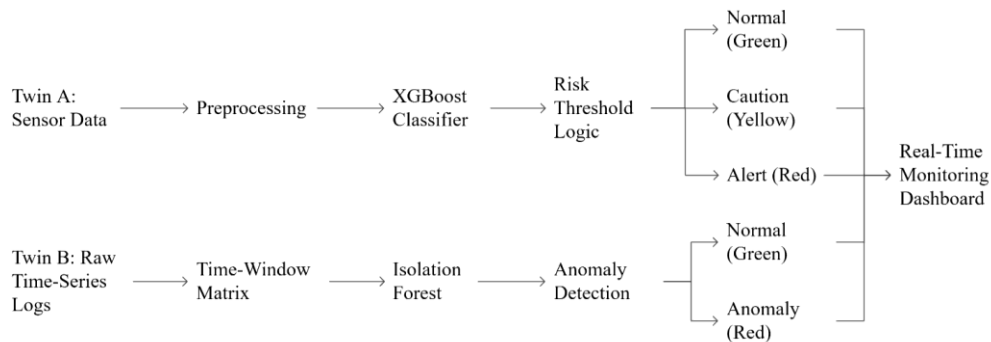 Normal
(Green)
Twin A:
Sensor Data
Preprocessing
XGBoost
Classifier
Risk
Threshold
Logic
Caution
(Yellow)
Alert (Red)
Real-Time
Monitoring
Dashboard
Twin B: Raw
Time-Series
Logs
Time-Window
Matrix
Isolation
Forest
Anomaly
Detection
Normal
(Green)
Anomaly
(Red)